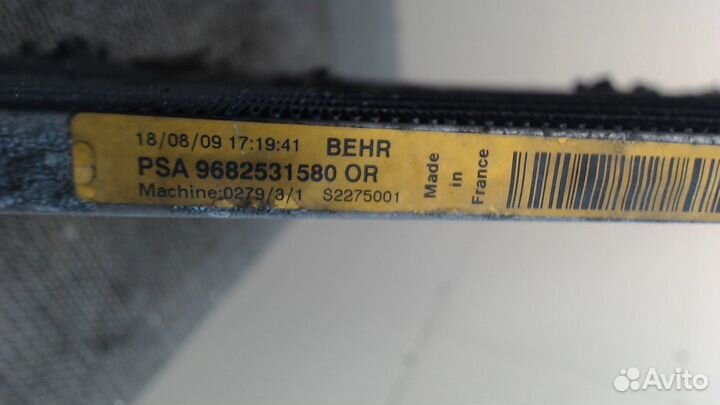 18/08/09 17:19:41 BEHR
PSA 9682531580 OR
Machine:0279/3/1 S2275001
Made
in
France
Avito